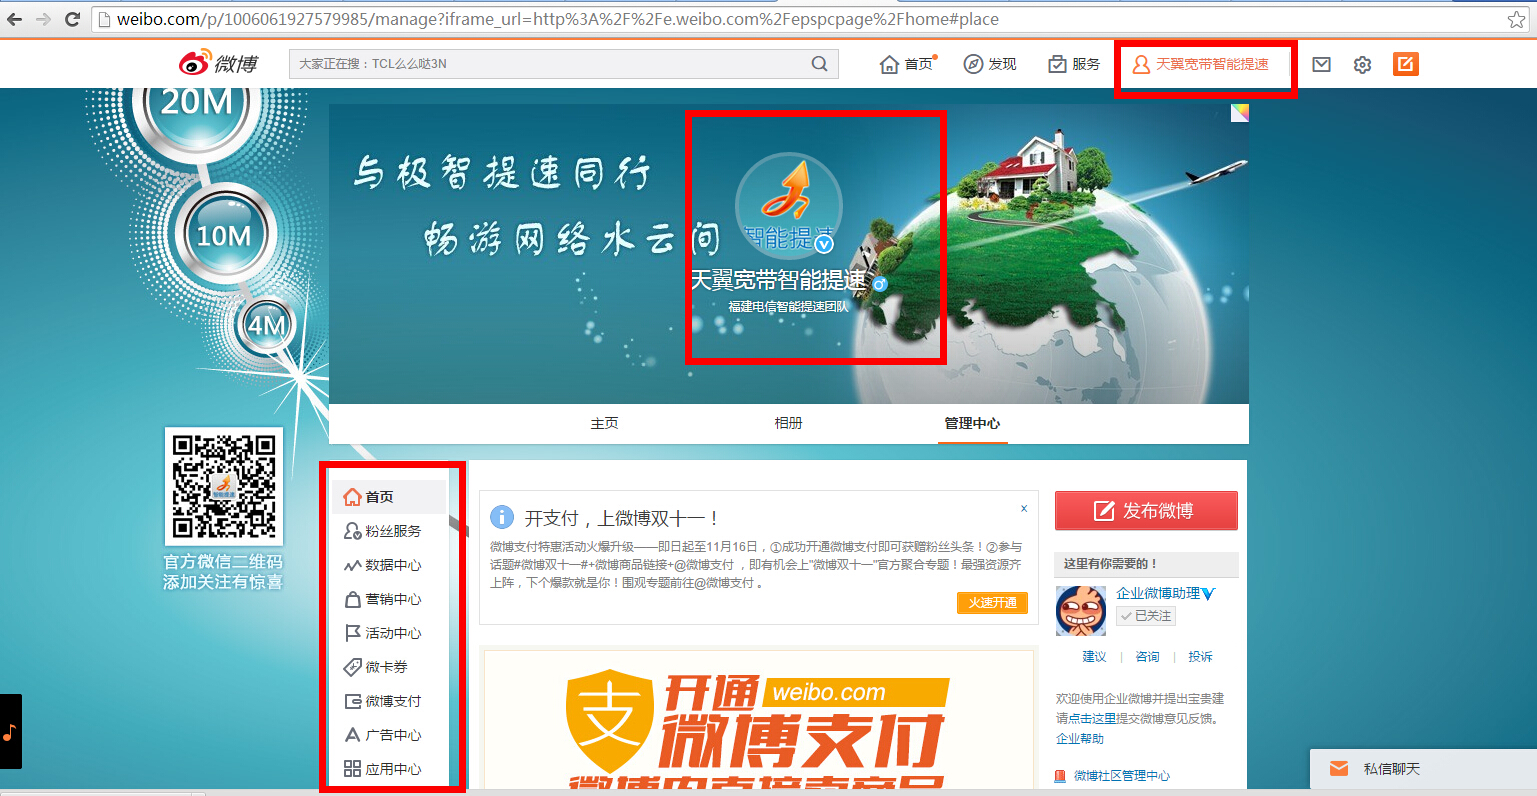 weibo.com/p/1006061927579985/manage?iframe_url=http%3A%2F%2Fe.weibo.com%2Fepspcpage%2Fhome#place
微博
大家正在搜：TCL么么哒3N
首页
发现
服务
天翼宽带智能提速
20M
10M
4M
与极智提速同行
畅游网络水云间
智能提速
天翼宽带智能提速
福建电信智能提速团队
主页
相册
管理中心
智能提速
官方微信二维码
添加关注有惊喜
首页
粉丝服务
数据中心
营销中心
活动中心
微卡券
微博支付
广告中心
应用中心
开支付，上微博双十一！
x
微博支付特惠活动火爆升级——即日起至11月16日，①成功开通微博支付即可获赠粉丝头条！②参与
话题#微博双十一#+微博商品链接+@微博支付 ，即有机会上"微博双十一"官方聚合专题！最强资源齐
上阵，下个爆款就是你！围观专题前往@微博支付 。
火速开通
支
开通
weibo.com
微博支付
微博内直接卖商品
发布微博
这里有你需要的！
企业微博助理
已关注
建议 | 咨询 | 投诉
欢迎使用企业微博并提出宝贵建
请点击这里提交微博意见反馈。
企业帮助
微博社区管理中心
私信聊天